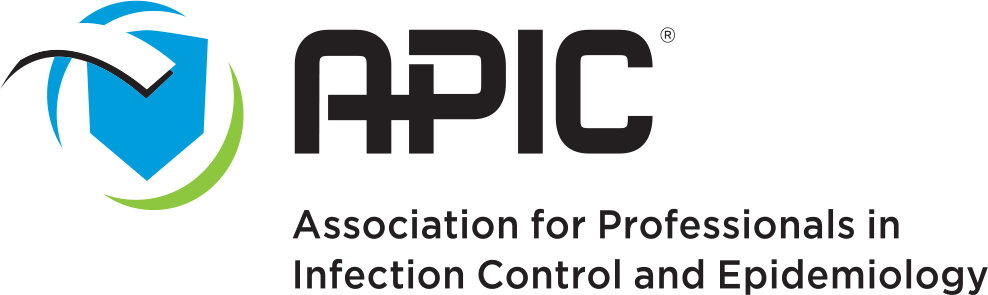 APIC®
Association for Professionals in
Infection Control and Epidemiology